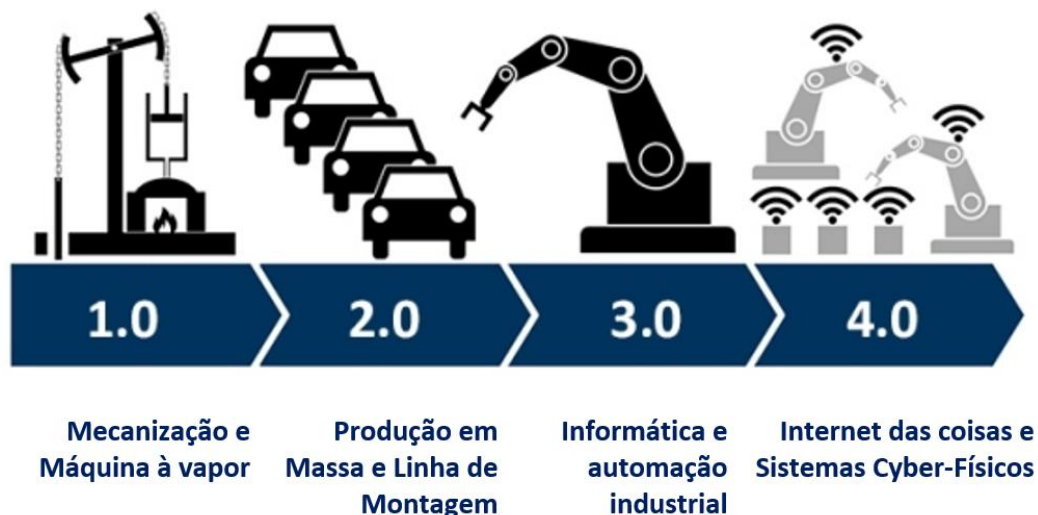 1.0
2.0
3.0
4.0
Mecanização e
Máquina à vapor
Produção em
Massa e Linha de
Montagem
Informática e
automação
industrial
Internet das coisas e
Sistemas Cyber-Físicos